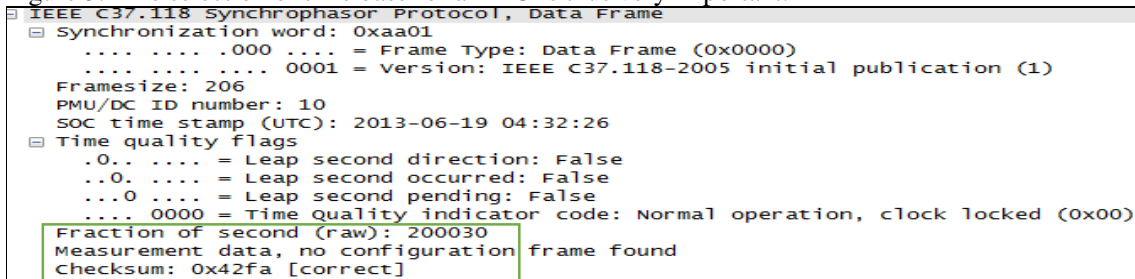 IEEE C37.118 Synchrophasor Protocol, Data Frame
Synchronization word: 0xaa01
.... .... .000 .... = Frame Type: Data Frame (0x0000)
.... .... .... 0001 = Version: IEEE C37.118-2005 initial publication (1)
Framesize: 206
PMU/DC ID number: 10
SOC time stamp (UTC): 2013-06-19 04:32:26
Time quality flags
.0.. .... = Leap second direction: False
..0. .... = Leap second occurred: False
...0 .... = Leap second pending: False
.... 0000 = Time Quality indicator code: Normal operation, clock locked (0x00)
Fraction of second (raw): 200030
Measurement data, no configuration frame found
Checksum: 0x42fa [correct]